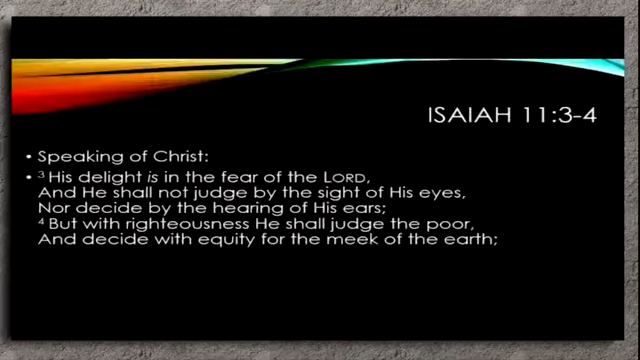 ISAIAH 11:3-4
• Speaking of Christ:
• ³ His delight is in the fear of the LORD,
And He shall not judge by the sight of His eyes,
Nor decide by the hearing of His ears;
⁴ But with righteousness He shall judge the poor,
And decide with equity for the meek of the earth;